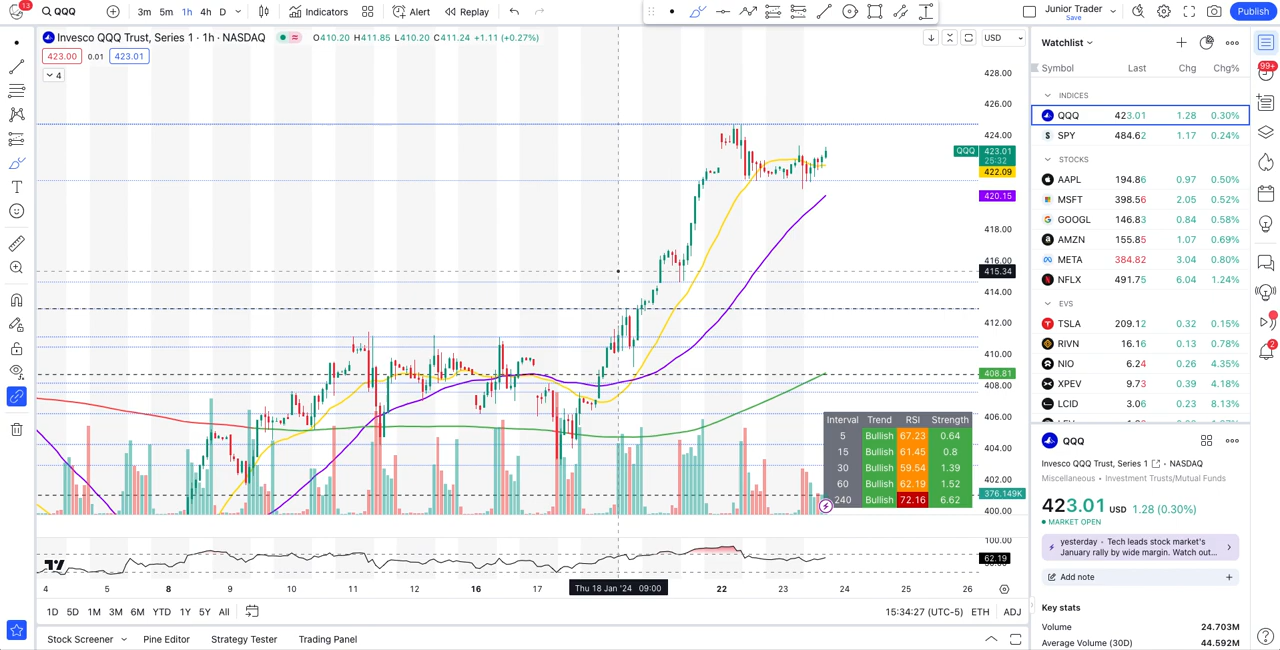 13 QQQ 3m 5m 1h 4h D Indicators Alert Replay Junior Trader Save Publish
Invesco QQQ Trust, Series 1 · 1h · NASDAQ O410.20 H411.85 L410.20 C411.24 +1.11 (+0.27%)
423.00 0.01 423.01
4
USD
428.00
426.00
424.00
QQQ 423.01
25:32
422.09
420.15
418.00
416.00
415.34
414.00
412.00
410.00
408.81
408.00
406.00
404.00
402.00
376.149K
400.00
Interval Trend RSI Strength
5 Bullish 67.23 0.64
15 Bullish 61.45 0.8
30 Bullish 59.54 1.39
60 Bullish 62.19 1.52
240 Bullish 72.16 6.62
100.00
62.19
4 5 8 9 10 11 12 16 17 Thu 18 Jan '24 09:00 22 23 24 25 26
1D 5D 1M 3M 6M YTD 1Y 5Y All 15:34:27 (UTC-5) ETH ADJ
Stock Screener Pine Editor Strategy Tester Trading Panel
Watchlist
Symbol Last Chg Chg%
INDICES
QQQ 423.01 1.28 0.30%
SPY 484.62 1.17 0.24%
STOCKS
AAPL 194.86 0.97 0.50%
MSFT 398.56 2.05 0.52%
GOOGL 146.83 0.84 0.58%
AMZN 155.85 1.07 0.69%
META 384.82 3.04 0.80%
NFLX 491.75 6.04 1.24%
EVS
TSLA 209.12 0.32 0.15%
RIVN 16.16 0.13 0.78%
NIO 6.24 0.26 4.35%
XPEV 9.73 0.39 4.18%
LCID 3.06 0.23 8.13%
QQQ
Invesco QQQ Trust, Series 1 · NASDAQ
Miscellaneous • Investment Trusts/Mutual Funds
423.01 USD 1.28 (0.30%)
MARKET OPEN
yesterday · Tech leads stock market's
January rally by wide margin. Watch out...
Add note
Key stats
Volume 24.703M
Average Volume (30D) 44.592M
99+
2